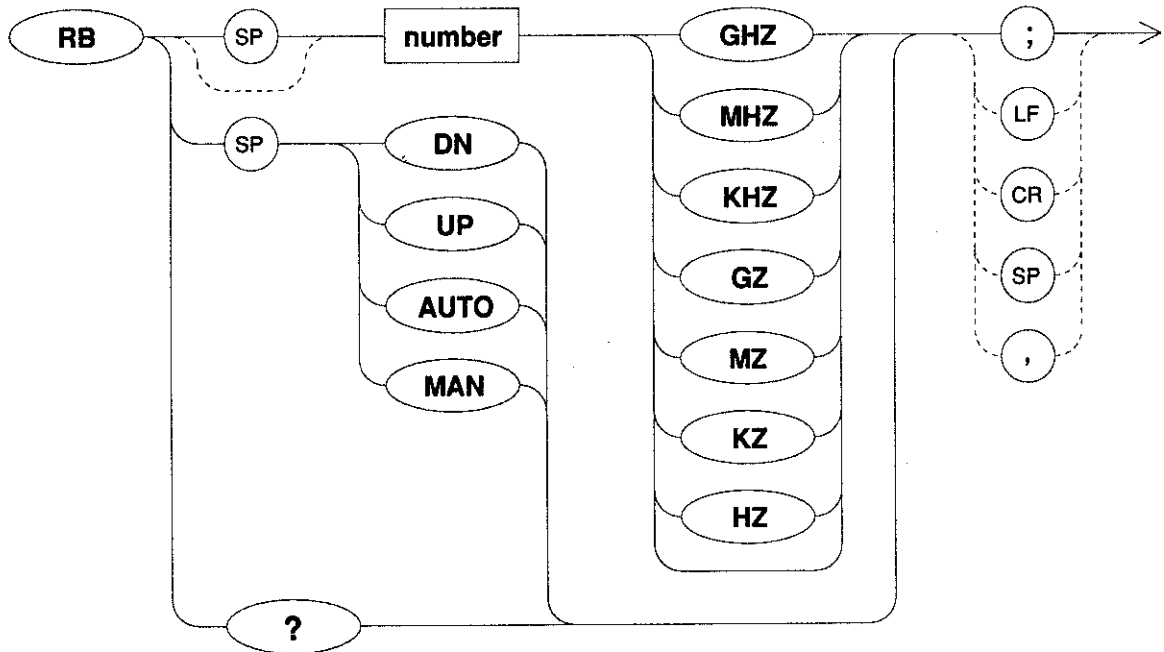 RB SP number GHZ ;
MHZ LF
SP DN
KHZ CR
UP
GZ SP
AUTO
MZ ,
MAN
KZ
HZ
?